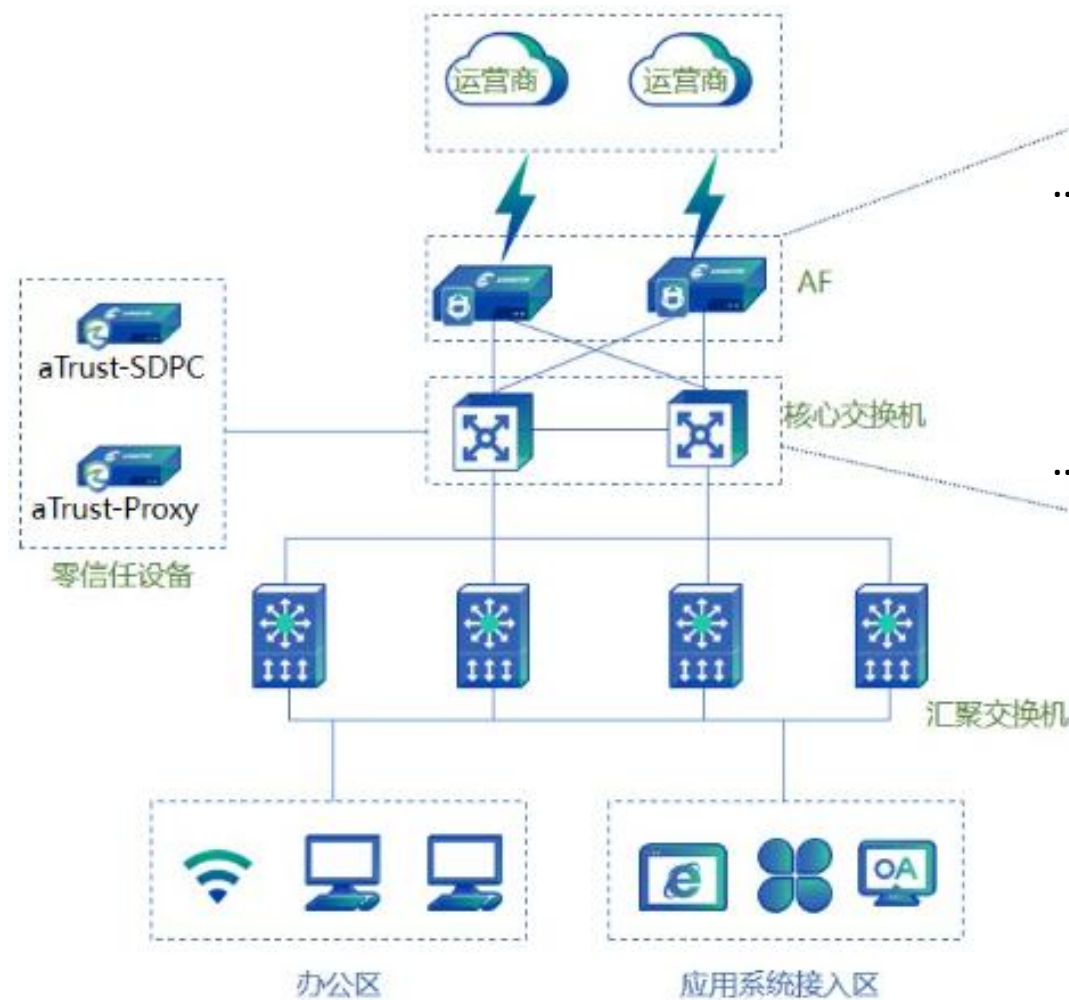 运营商
运营商
AF
aTrust-SDPC
核心交换机
aTrust-Proxy
零信任设备
汇聚交换机
OA
办公区
应用系统接入区